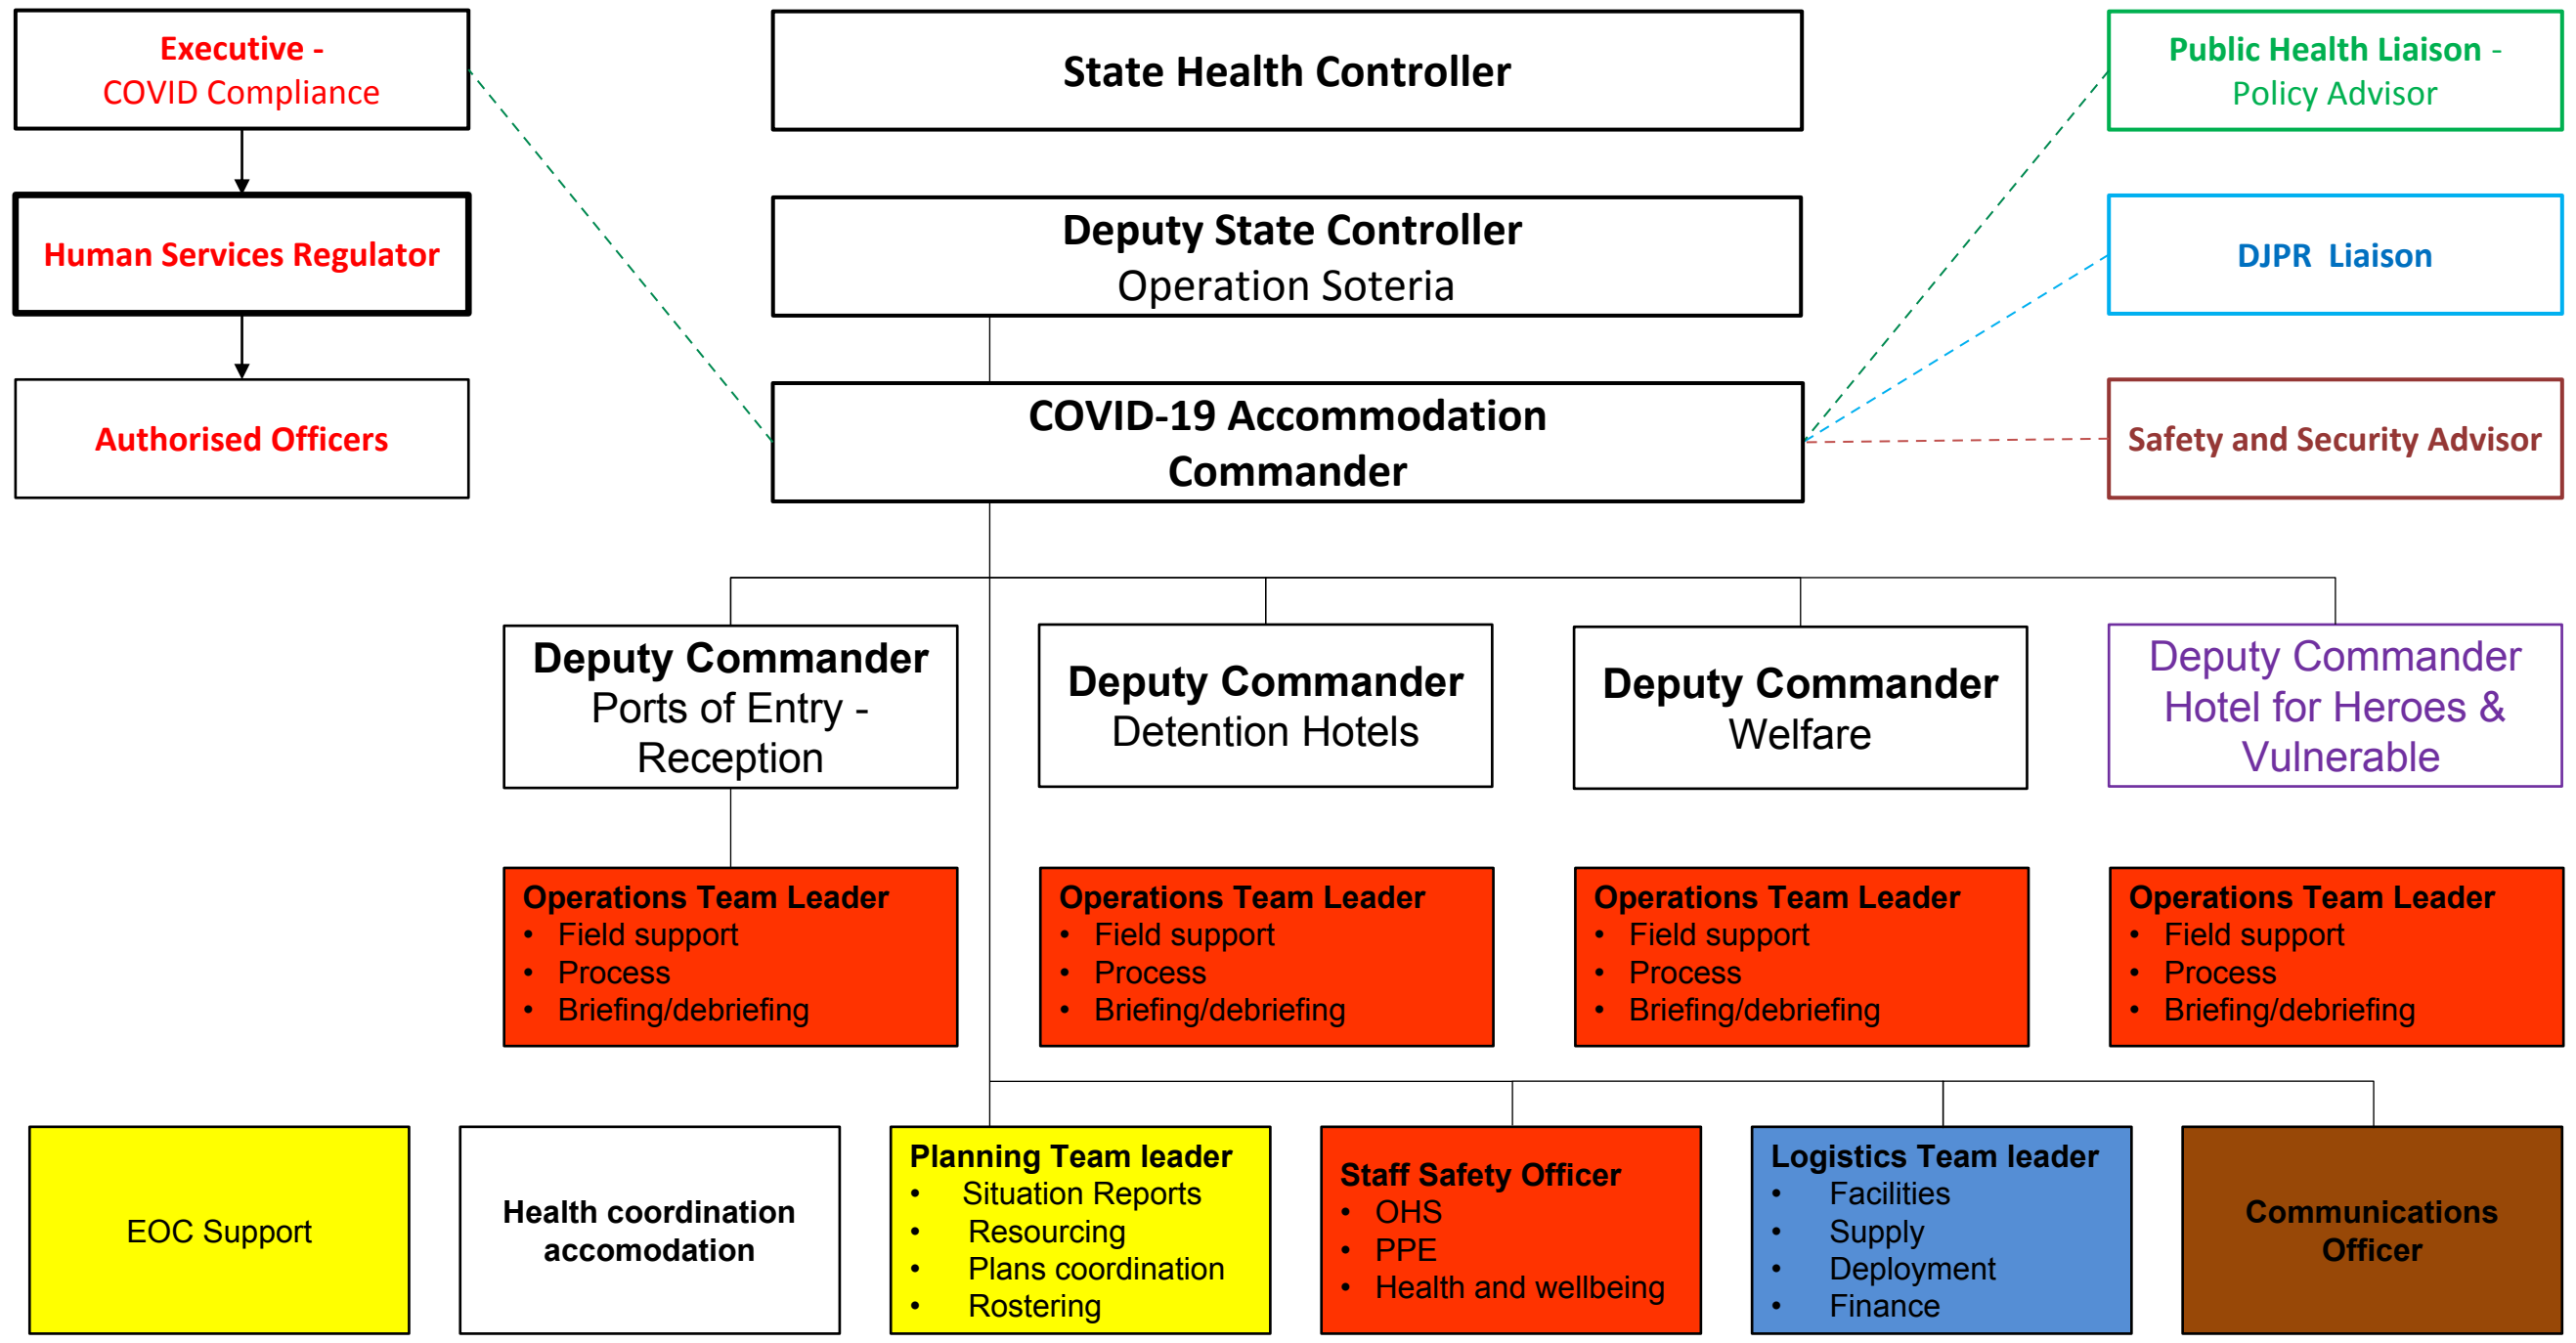 Executive -
COVID Compliance
State Health Controller
Public Health Liaison -
Policy Advisor
Human Services Regulator
Deputy State Controller
Operation Soteria
DJPR  Liaison
Authorised Officers
COVID-19 Accommodation
Commander
Safety and Security Advisor
Deputy Commander
Ports of Entry -
Reception
Deputy Commander
Detention Hotels
Deputy Commander
Welfare
Deputy Commander
Hotel for Heroes &
Vulnerable
Operations Team Leader
• Field support
• Process
• Briefing/debriefing
Operations Team Leader
• Field support
• Process
• Briefing/debriefing
Operations Team Leader
• Field support
• Process
• Briefing/debriefing
Operations Team Leader
• Field support
• Process
• Briefing/debriefing
EOC Support
Health coordination
accomodation
Planning Team leader
• Situation Reports
• Resourcing
• Plans coordination
• Rostering
Staff Safety Officer
• OHS
• PPE
• Health and wellbeing
Logistics Team leader
• Facilities
• Supply
• Deployment
• Finance
Communications
Officer